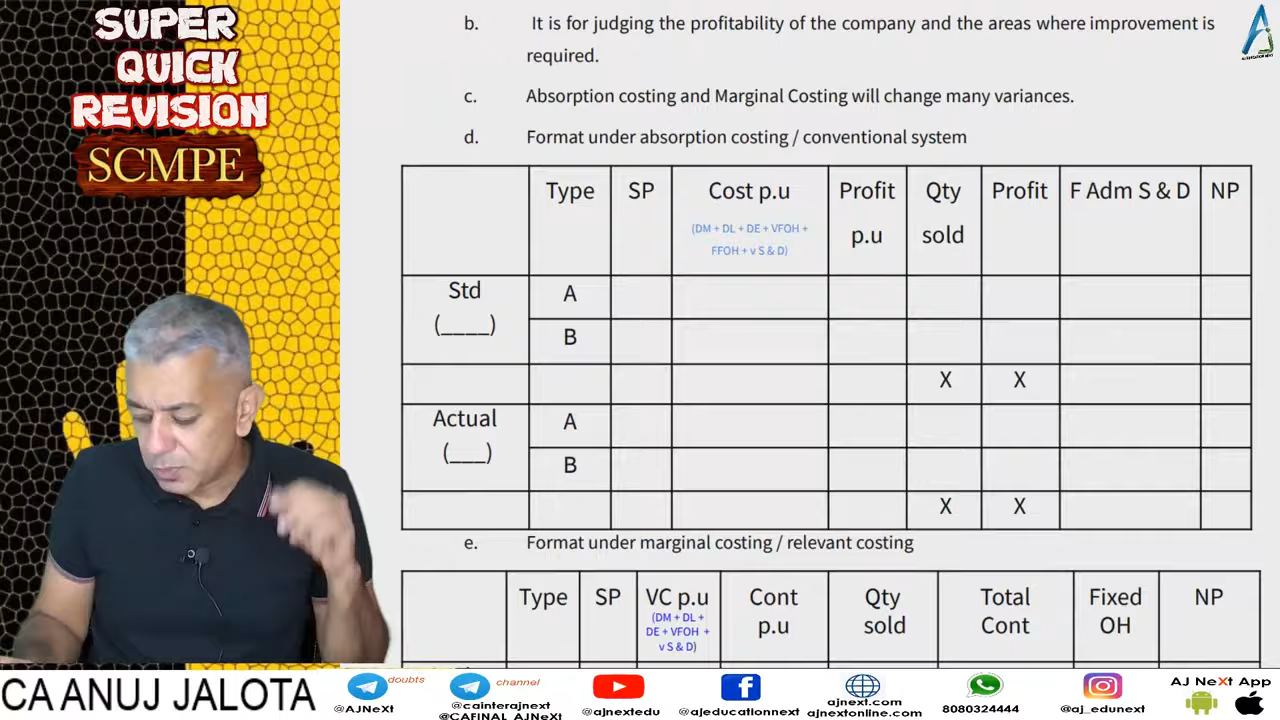 SUPER
QUICK
REVISION
SCMPE
b. It is for judging the profitability of the company and the areas where improvement is
required.
c. Absorption costing and Marginal Costing will change many variances.
d. Format under absorption costing / conventional system
Type SP Cost p.u Profit Qty Profit F Adm S & D NP
(DM + DL + DE + VFOH + p.u sold
FFOH + v S & D)
Std A
(____) B
X X
Actual A
(___) B
X X
e. Format under marginal costing / relevant costing
Type SP VC p.u Cont Qty Total Fixed NP
(DM + DL + p.u sold Cont OH
DE + VFOH +
v S & D)
CA ANUJ JALOTA
doubts
@AJNeXt
channel
@cainterajnext
@CAFINAL_AJNeXt
@ajnextedu
@ajeducationnext
ajnext.com
ajnextonline.com
8080324444
@aj_edunext
AJ NeXt App